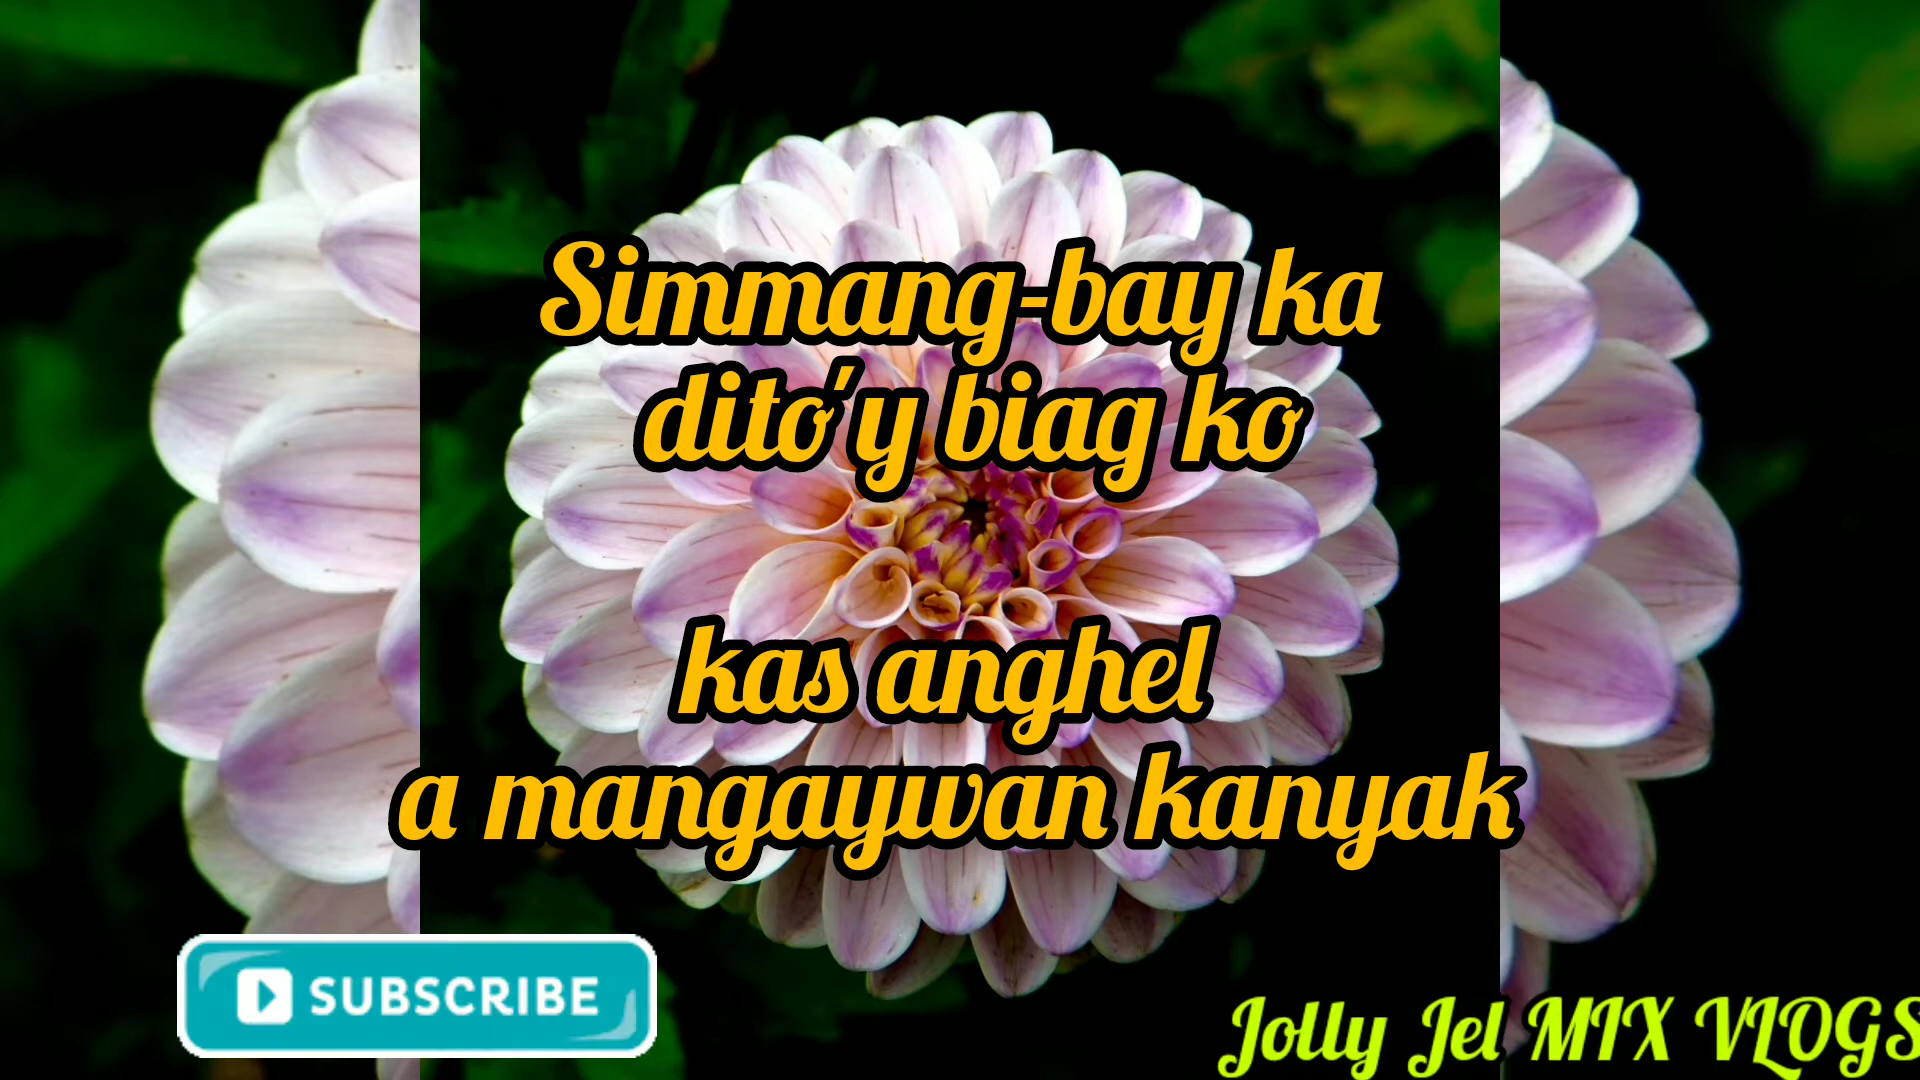 Simmang-bay ka
dito'y biag ko
kas anghel
a mangaywan kanyak
SUBSCRIBE
Jolly Jel MIX VLOGS